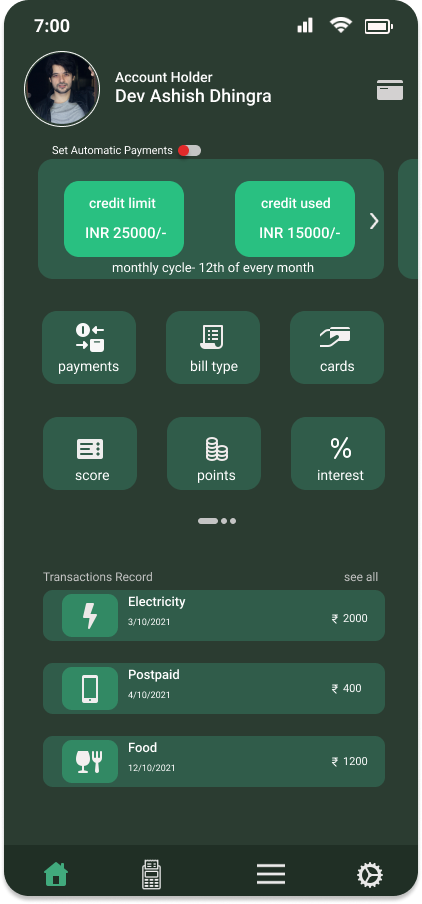 7:00
Account Holder
Dev Ashish Dhingra
Set Automatic Payments
credit limit
INR 25000/-
credit used
INR 15000/-
monthly cycle- 12th of every month
payments
bill type
cards
score
points
interest
Transactions Record
see all
Electricity
3/10/2021
₹ 2000
Postpaid
4/10/2021
₹ 400
Food
12/10/2021
₹ 1200